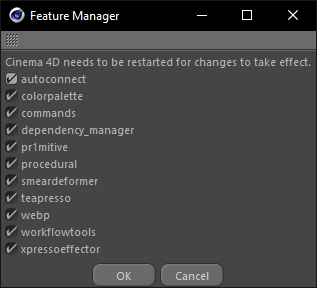 Feature Manager
Cinema 4D needs to be restarted for changes to take effect.
autoconnect
colorpalette
commands
dependency_manager
pr1mitive
procedural
smeardeformer
teapresso
webp
workflowtools
xpressoeffector
OK Cancel